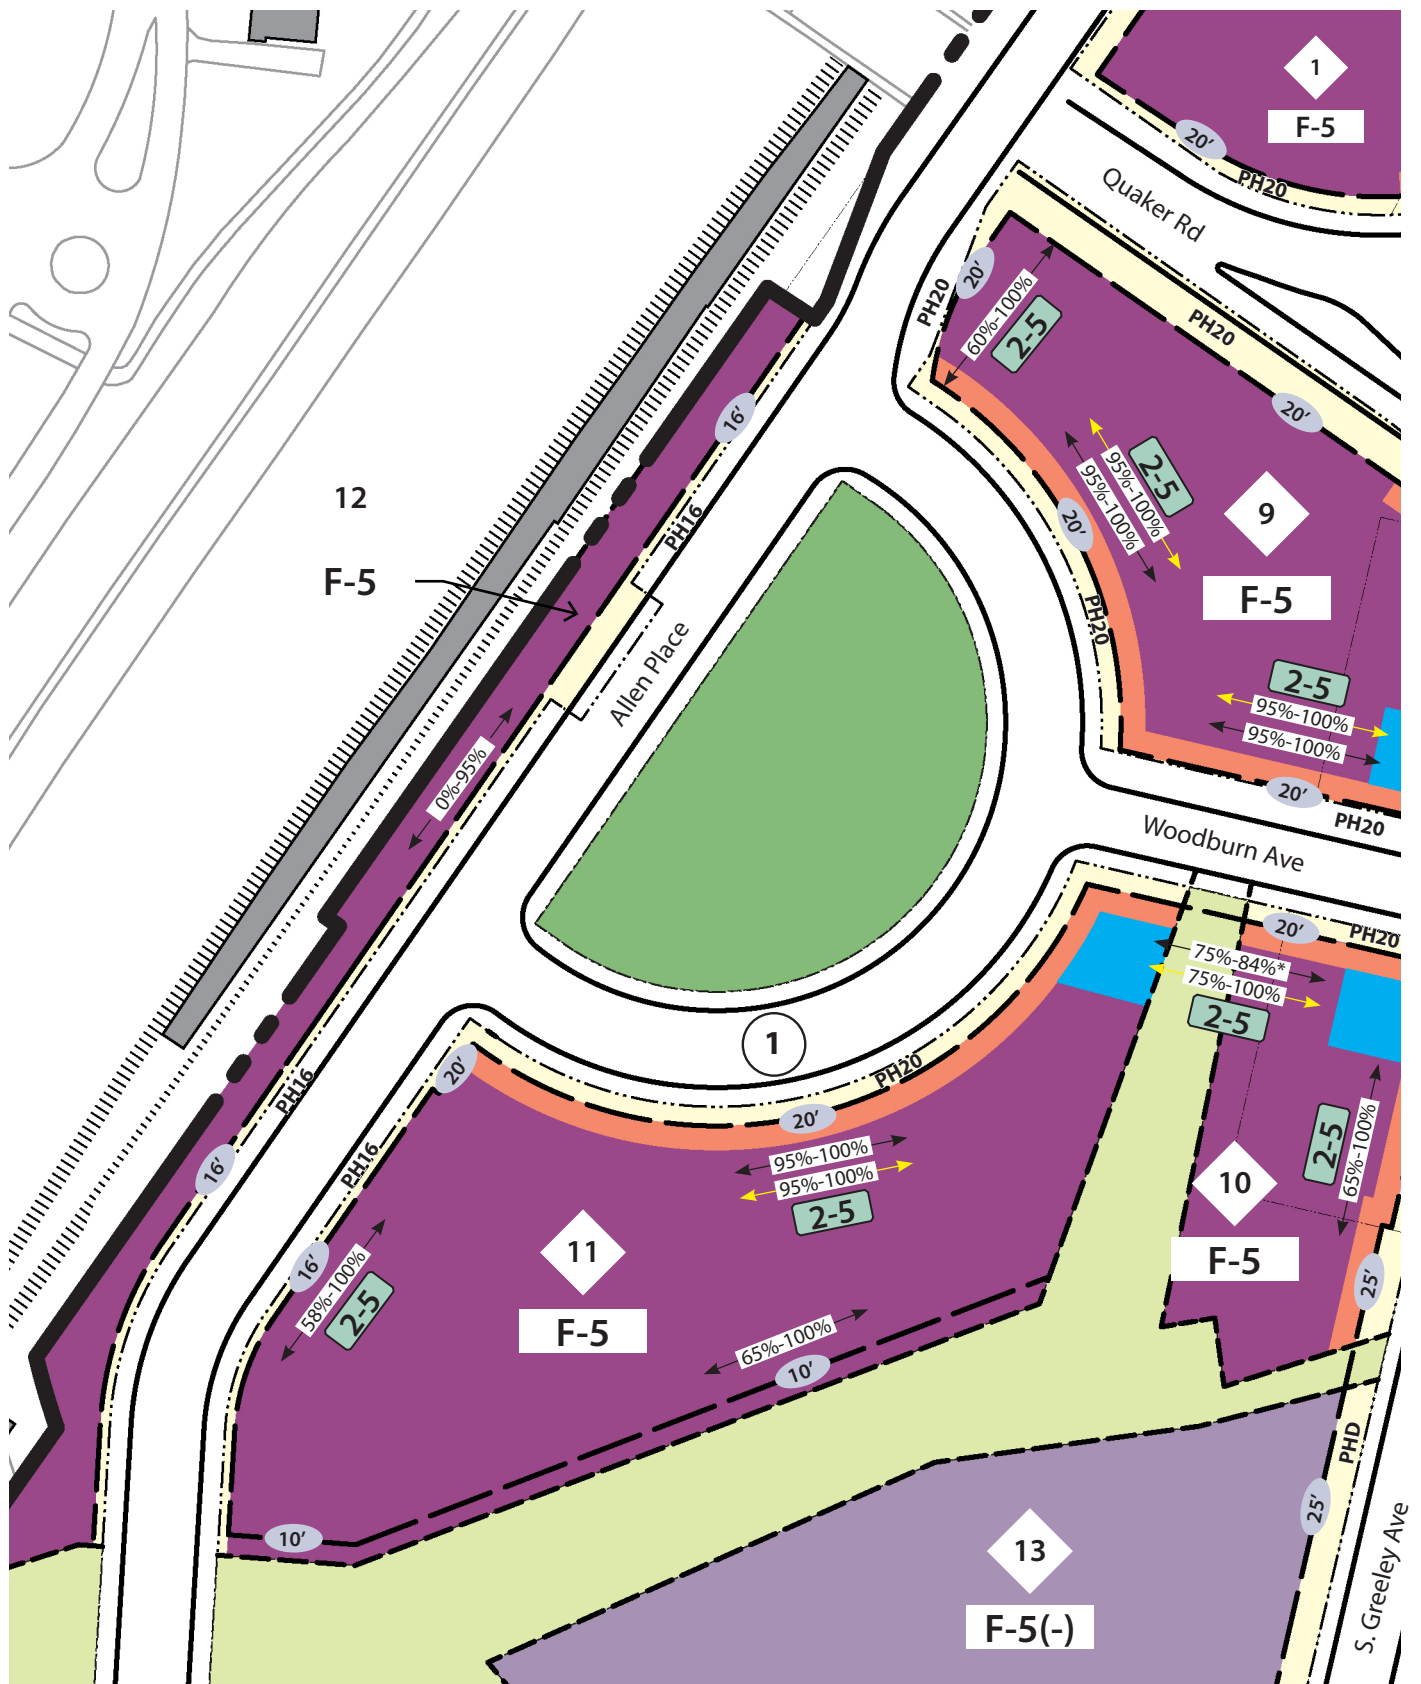 1
F-5
20'
PH20
Quaker Rd
20'
PH20
60%-100%
2-5
PH20
20'
16'
PH16
12
F-5
95%-100%
95%-100%
2-5
20'
PH20
9
F-5
2-5
95%-100%
95%-100%
20'
PH20
Allen Place
0%-95%
Woodburn Ave
20'
PH20
75%-84%*
75%-100%
2-5
1
PH20
20'
20'
PH16
16'
PH16
16'
58%-100%
2-5
95%-100%
95%-100%
2-5
11
F-5
65%-100%
10'
10'
2-5
65%-100%
10
F-5
25'
PHD
25'
13
F-5(-)
S. Greeley Ave